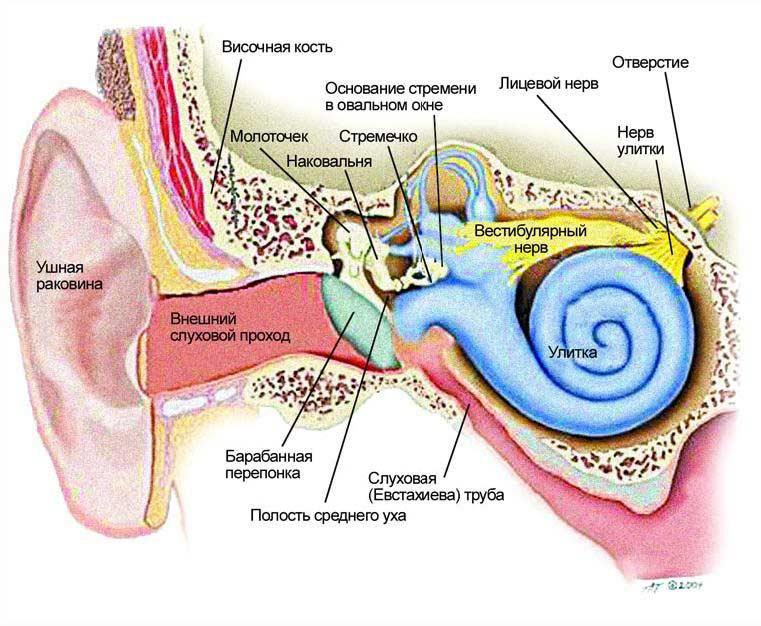 Височная кость
Отверстие
Основание стремени
в овальном окне
Лицевой нерв
Молоточек
Стремечко
Нерв
улитки
Наковальня
Вестибулярный
нерв
Ушная
раковина
Внешний
слуховой проход
Улитка
Барабанная
перепонка
Слуховая
(Евстахиева) труба
Полость среднего уха
©2004